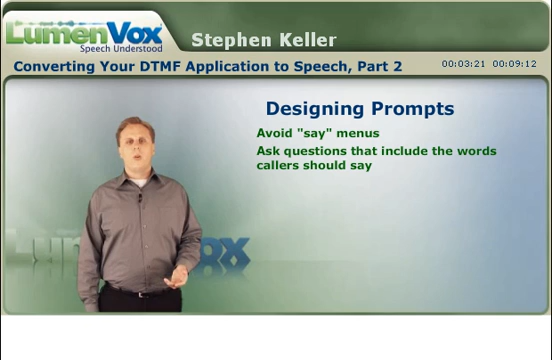 LumenVox
Speech Understood
Stephen Keller
Converting Your DTMF Application to Speech, Part 2
00:03:21 00:09:12
Designing Prompts
Avoid "say" menus
Ask questions that include the words
callers should say